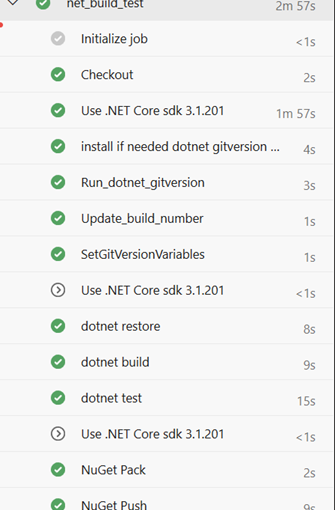 net_build_test 2m 57s
Initialize job <1s
Checkout 2s
Use .NET Core sdk 3.1.201 1m 57s
install if needed dotnet gitversion ... 4s
Run_dotnet_gitversion 3s
Update_build_number 1s
SetGitVersionVariables 1s
Use .NET Core sdk 3.1.201 <1s
dotnet restore 8s
dotnet build 9s
dotnet test 15s
Use .NET Core sdk 3.1.201 <1s
NuGet Pack 2s
NuGet Push 9s